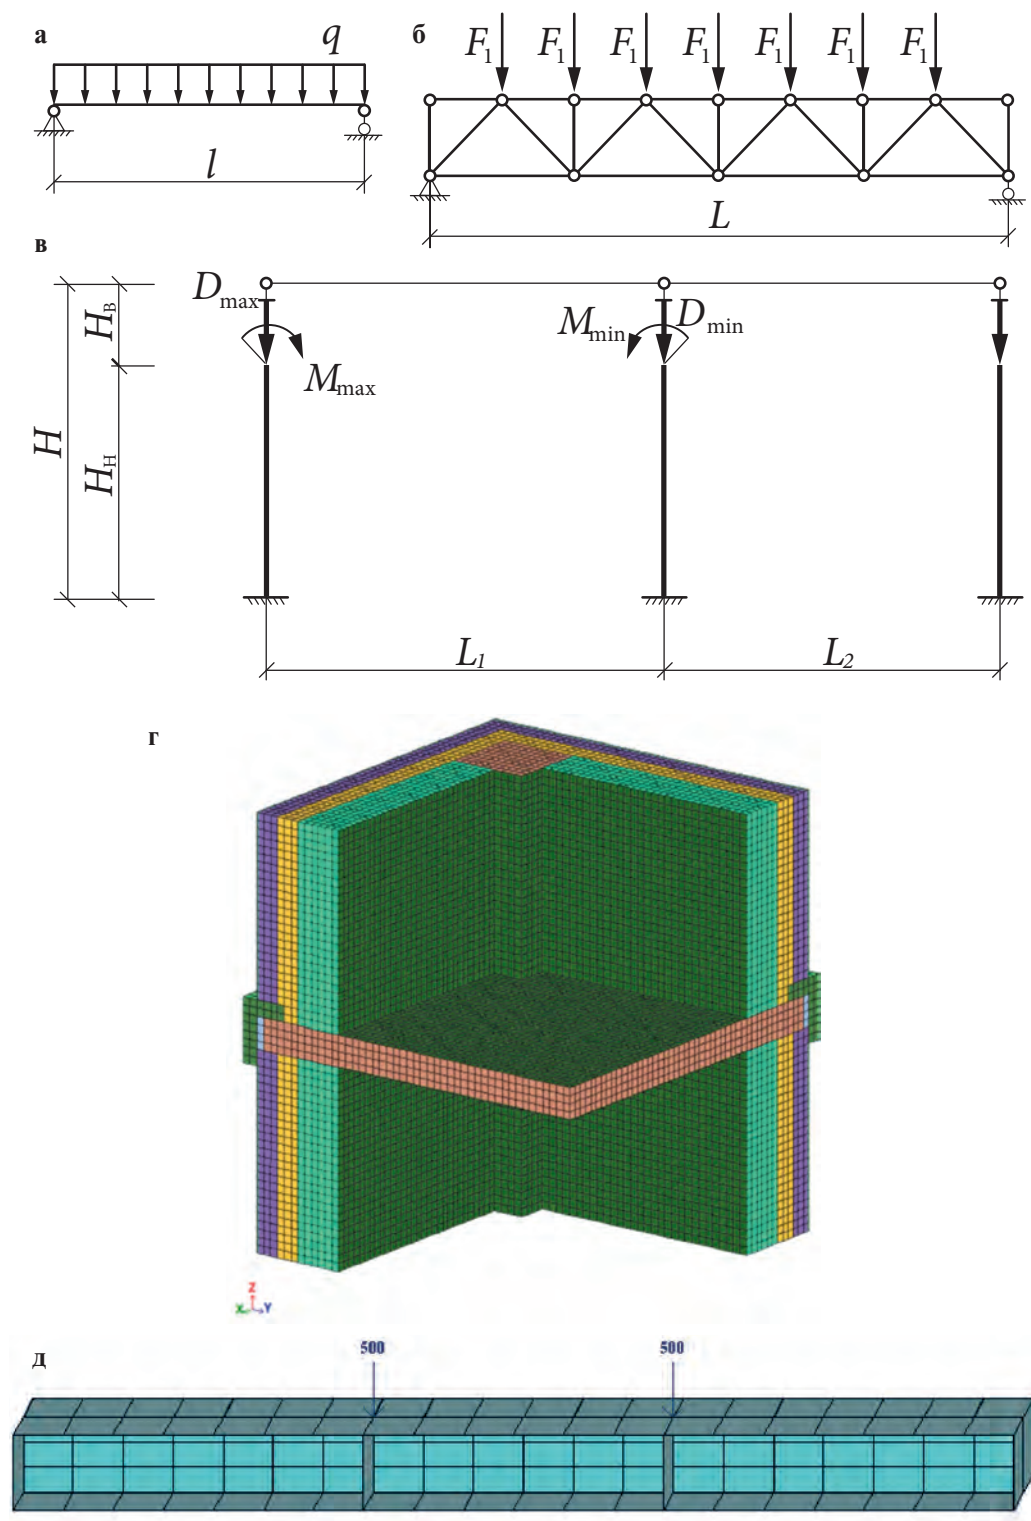 а
q
l
б
F1 F1 F1 F1 F1 F1 F1
L
в
Dmax
Mmax
Mmin
Dmin
HВ
H
HН
L1
L2
г
Z
X Y
д
500 500